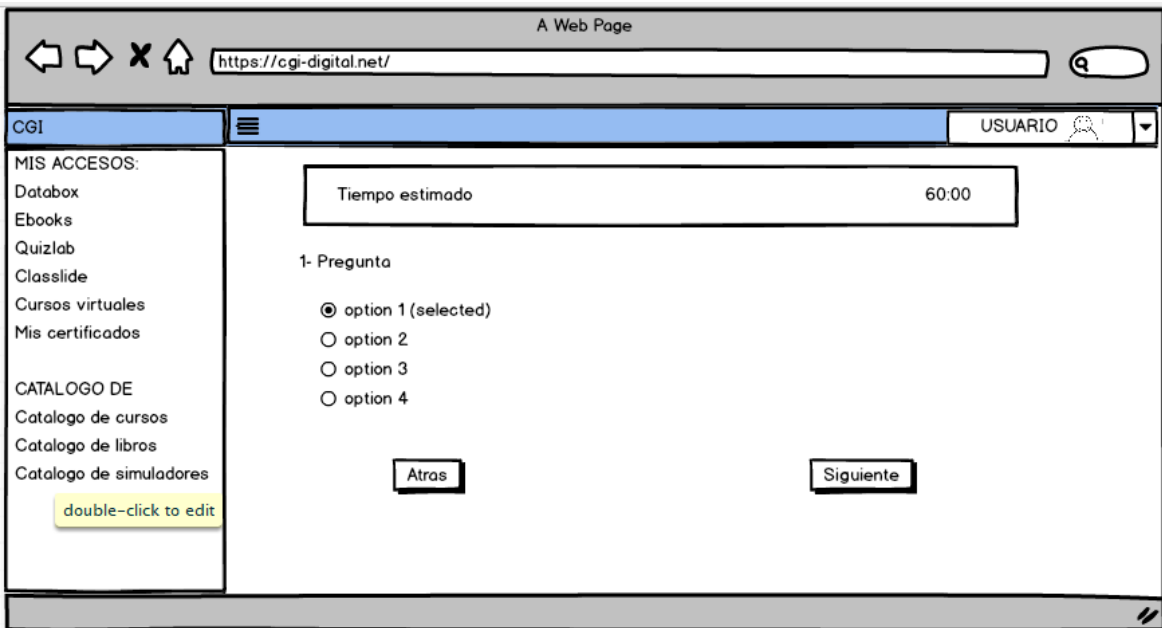 A Web Page
https://cgi-digital.net/
CGI
USUARIO
MIS ACCESOS:
Databox
Ebooks
Quizlab
Classlide
Cursos virtuales
Mis certificados
CATALOGO DE
Catalogo de cursos
Catalogo de libros
Catalogo de simuladores
double-click to edit
Tiempo estimado 60:00
1- Pregunta
option 1 (selected)
option 2
option 3
option 4
Atras Siguiente